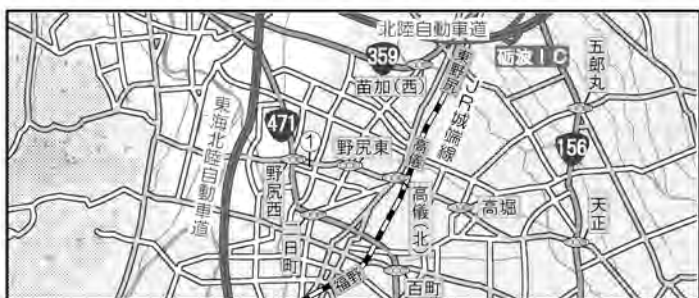 北陸自動車道
359
苗加(西)
東野尻
砺波IC
五郎丸
JR城端線
東海北陸自動車道
471
1
野尻東
高儀
156
野尻西
高儀(北)
高堀
天正
二日町
福野
百町